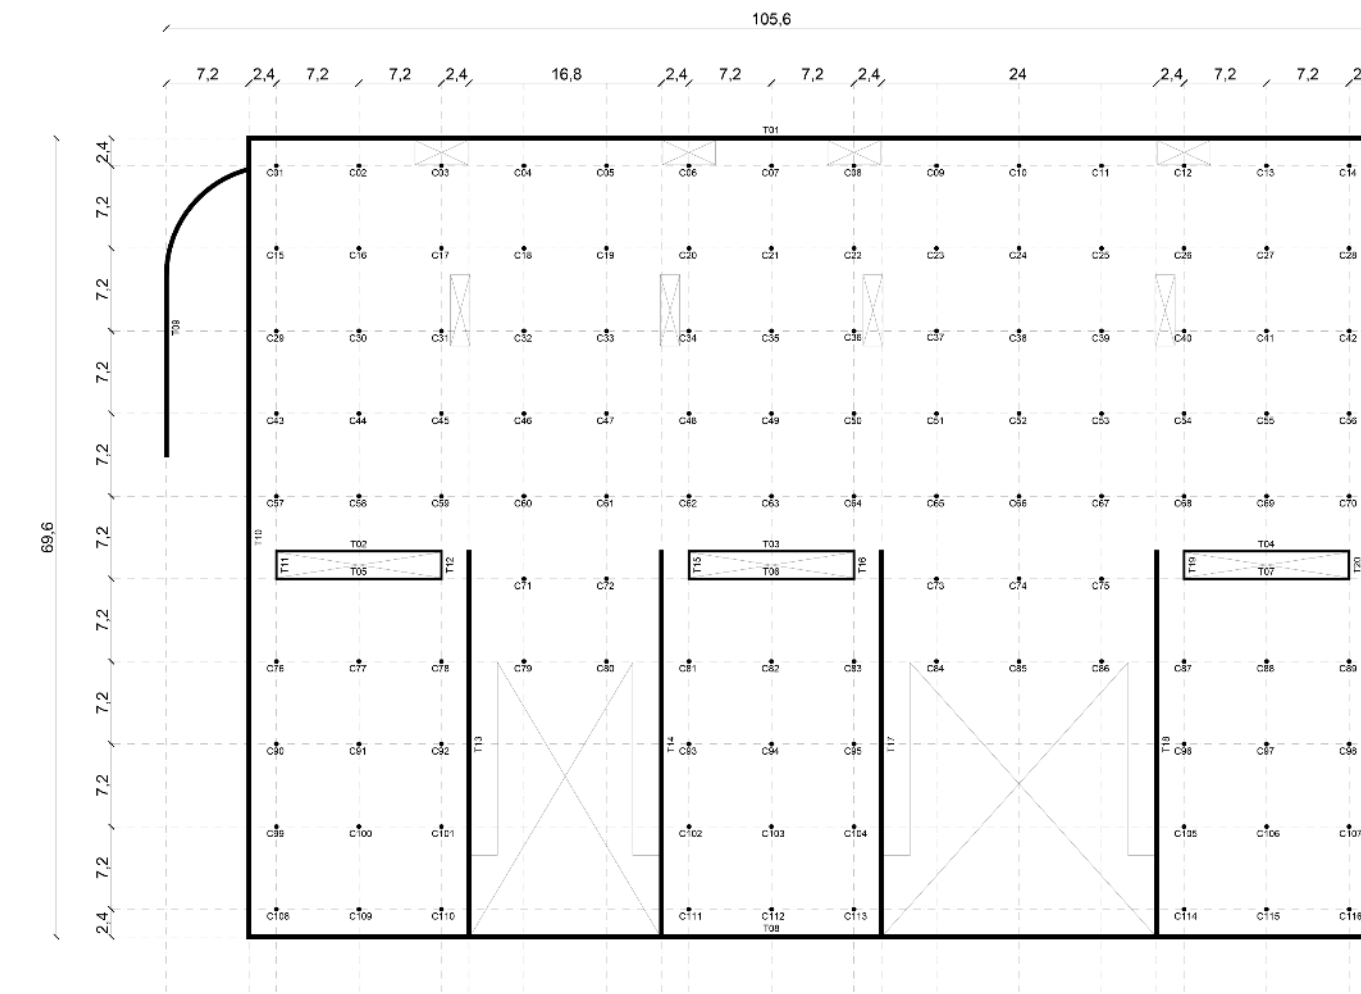 105,6
7,2 2,4 7,2 7,2 2,4 16,8 2,4 7,2 7,2 2,4 24 2,4 7,2 7,2 2
T01
2,4
C01 C02 C03 C04 C05 C06 C07 C08 C09 C10 C11 C12 C13 C14
7,2
C15 C16 C17 C18 C19 C20 C21 C22 C23 C24 C25 C26 C27 C28
7,2
T09
C29 C30 C31 C32 C33 C34 C35 C36 C37 C38 C39 C40 C41 C42
7,2
C43 C44 C45 C46 C47 C48 C49 C50 C51 C52 C53 C54 C55 C56
7,2
C57 C58 C59 C60 C61 C62 C63 C64 C65 C66 C67 C68 C69 C70
69,6
7,2
T10
T02 T03 T04
T11 T12 T15 T16 T19 T20
T05 T06 T07
C71 C72 C73 C74 C75
7,2
C76 C77 C78 C79 C80 C81 C82 C83 C84 C85 C86 C87 C88 C89
7,2
T13 T14 T17 T18
C90 C91 C92 C93 C94 C95 C96 C97 C98
7,2
C99 C100 C101 C102 C103 C104 C105 C106 C107
7,2
C108 C109 C110 C111 C112 C113 C114 C115 C116
2,4
T08